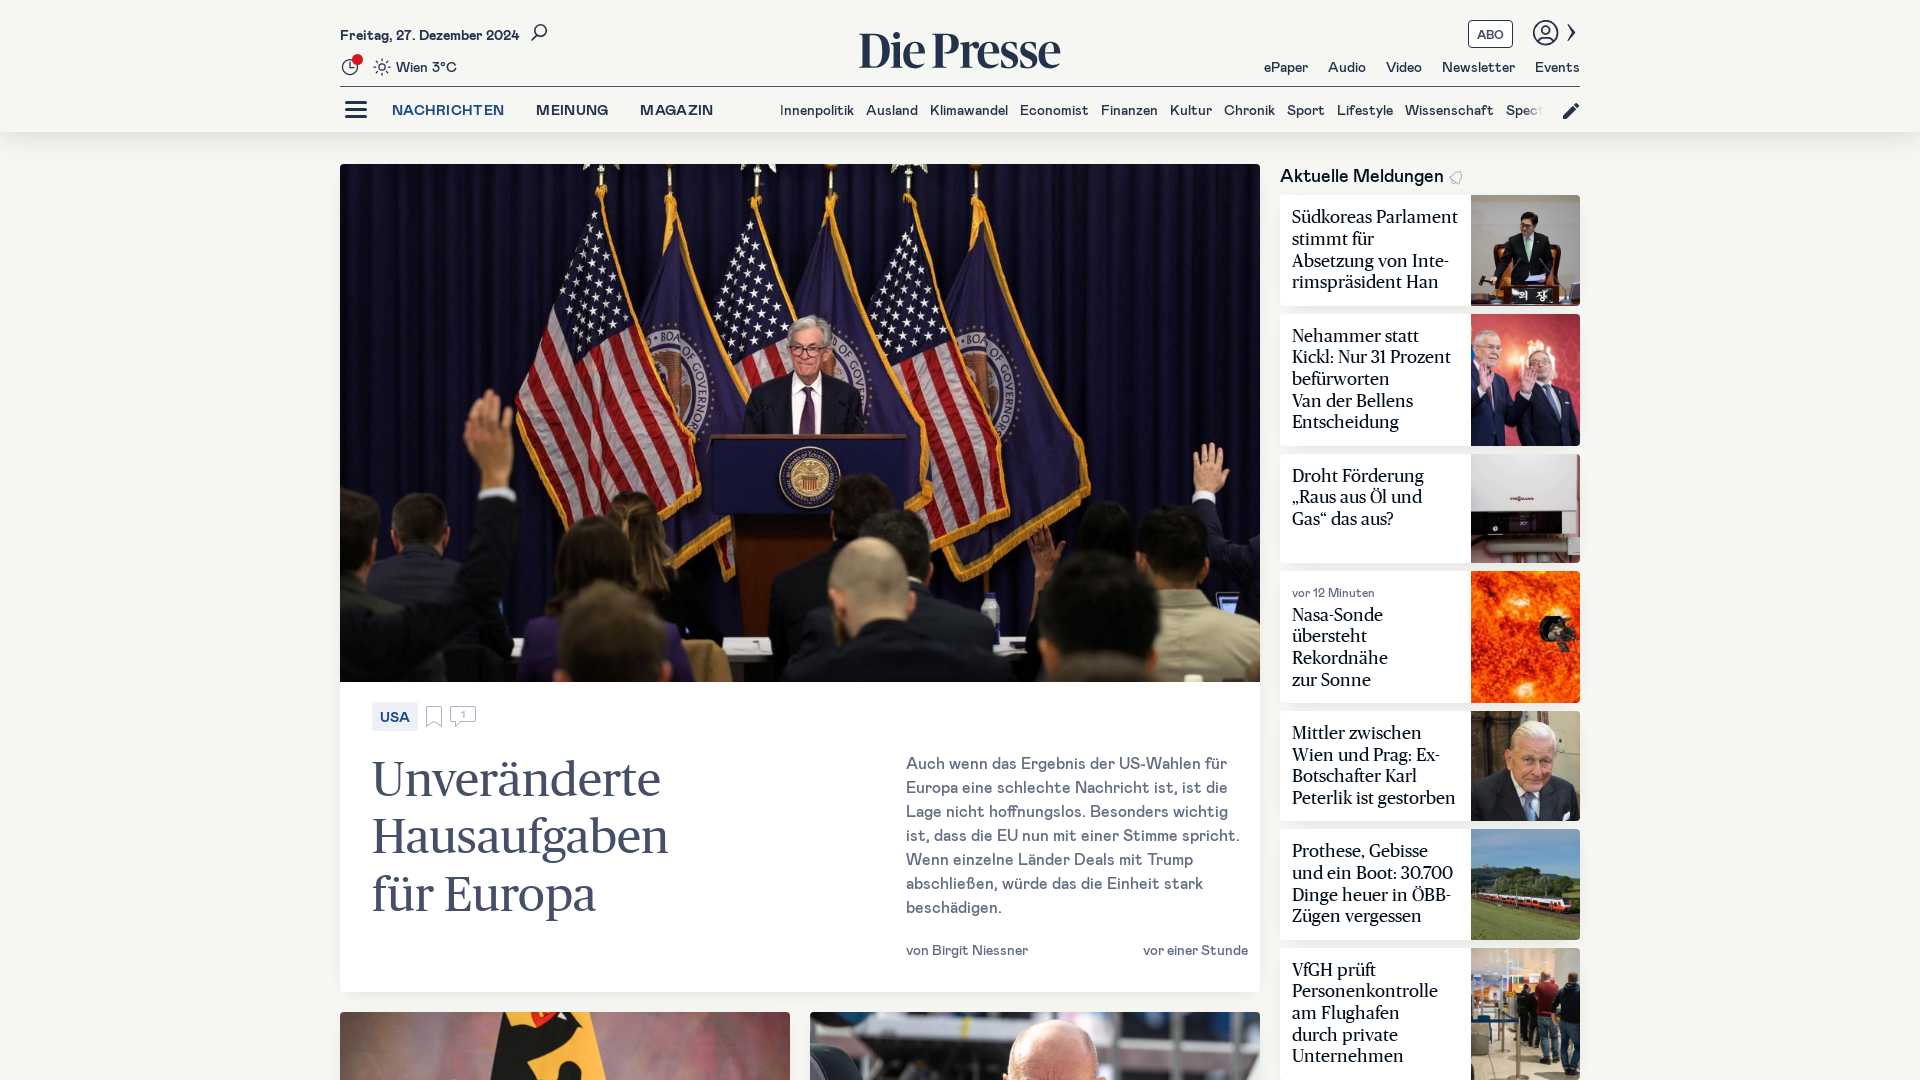 Freitag, 27. Dezember 2024
Die Presse
ABO
Wien 3°C
ePaper Audio Video Newsletter Events
NACHRICHTEN MEINUNG MAGAZIN
Innenpolitik Ausland Klimawandel Economist Finanzen Kultur Chronik Sport Lifestyle Wissenschaft Spect
USA
1
Unveränderte
Hausaufgaben
für Europa
Auch wenn das Ergebnis der US-Wahlen für
Europa eine schlechte Nachricht ist, ist die
Lage nicht hoffnungslos. Besonders wichtig
ist, dass die EU nun mit einer Stimme spricht.
Wenn einzelne Länder Deals mit Trump
abschließen, würde das die Einheit stark
beschädigen.
von Birgit Niessner vor einer Stunde
Aktuelle Meldungen
Südkoreas Parlament
stimmt für
Absetzung von Inte-
rimspräsident Han
의 장
Nehammer statt
Kickl: Nur 31 Prozent
befürworten
Van der Bellens
Entscheidung
Droht Förderung
„Raus aus Öl und
Gas“ das aus?
vor 12 Minuten
Nasa-Sonde
übersteht
Rekordnähe
zur Sonne
Mittler zwischen
Wien und Prag: Ex-
Botschafter Karl
Peterlik ist gestorben
Prothese, Gebisse
und ein Boot: 30.700
Dinge heuer in ÖBB-
Zügen vergessen
VfGH prüft
Personenkontrolle
am Flughafen
durch private
Unternehmen